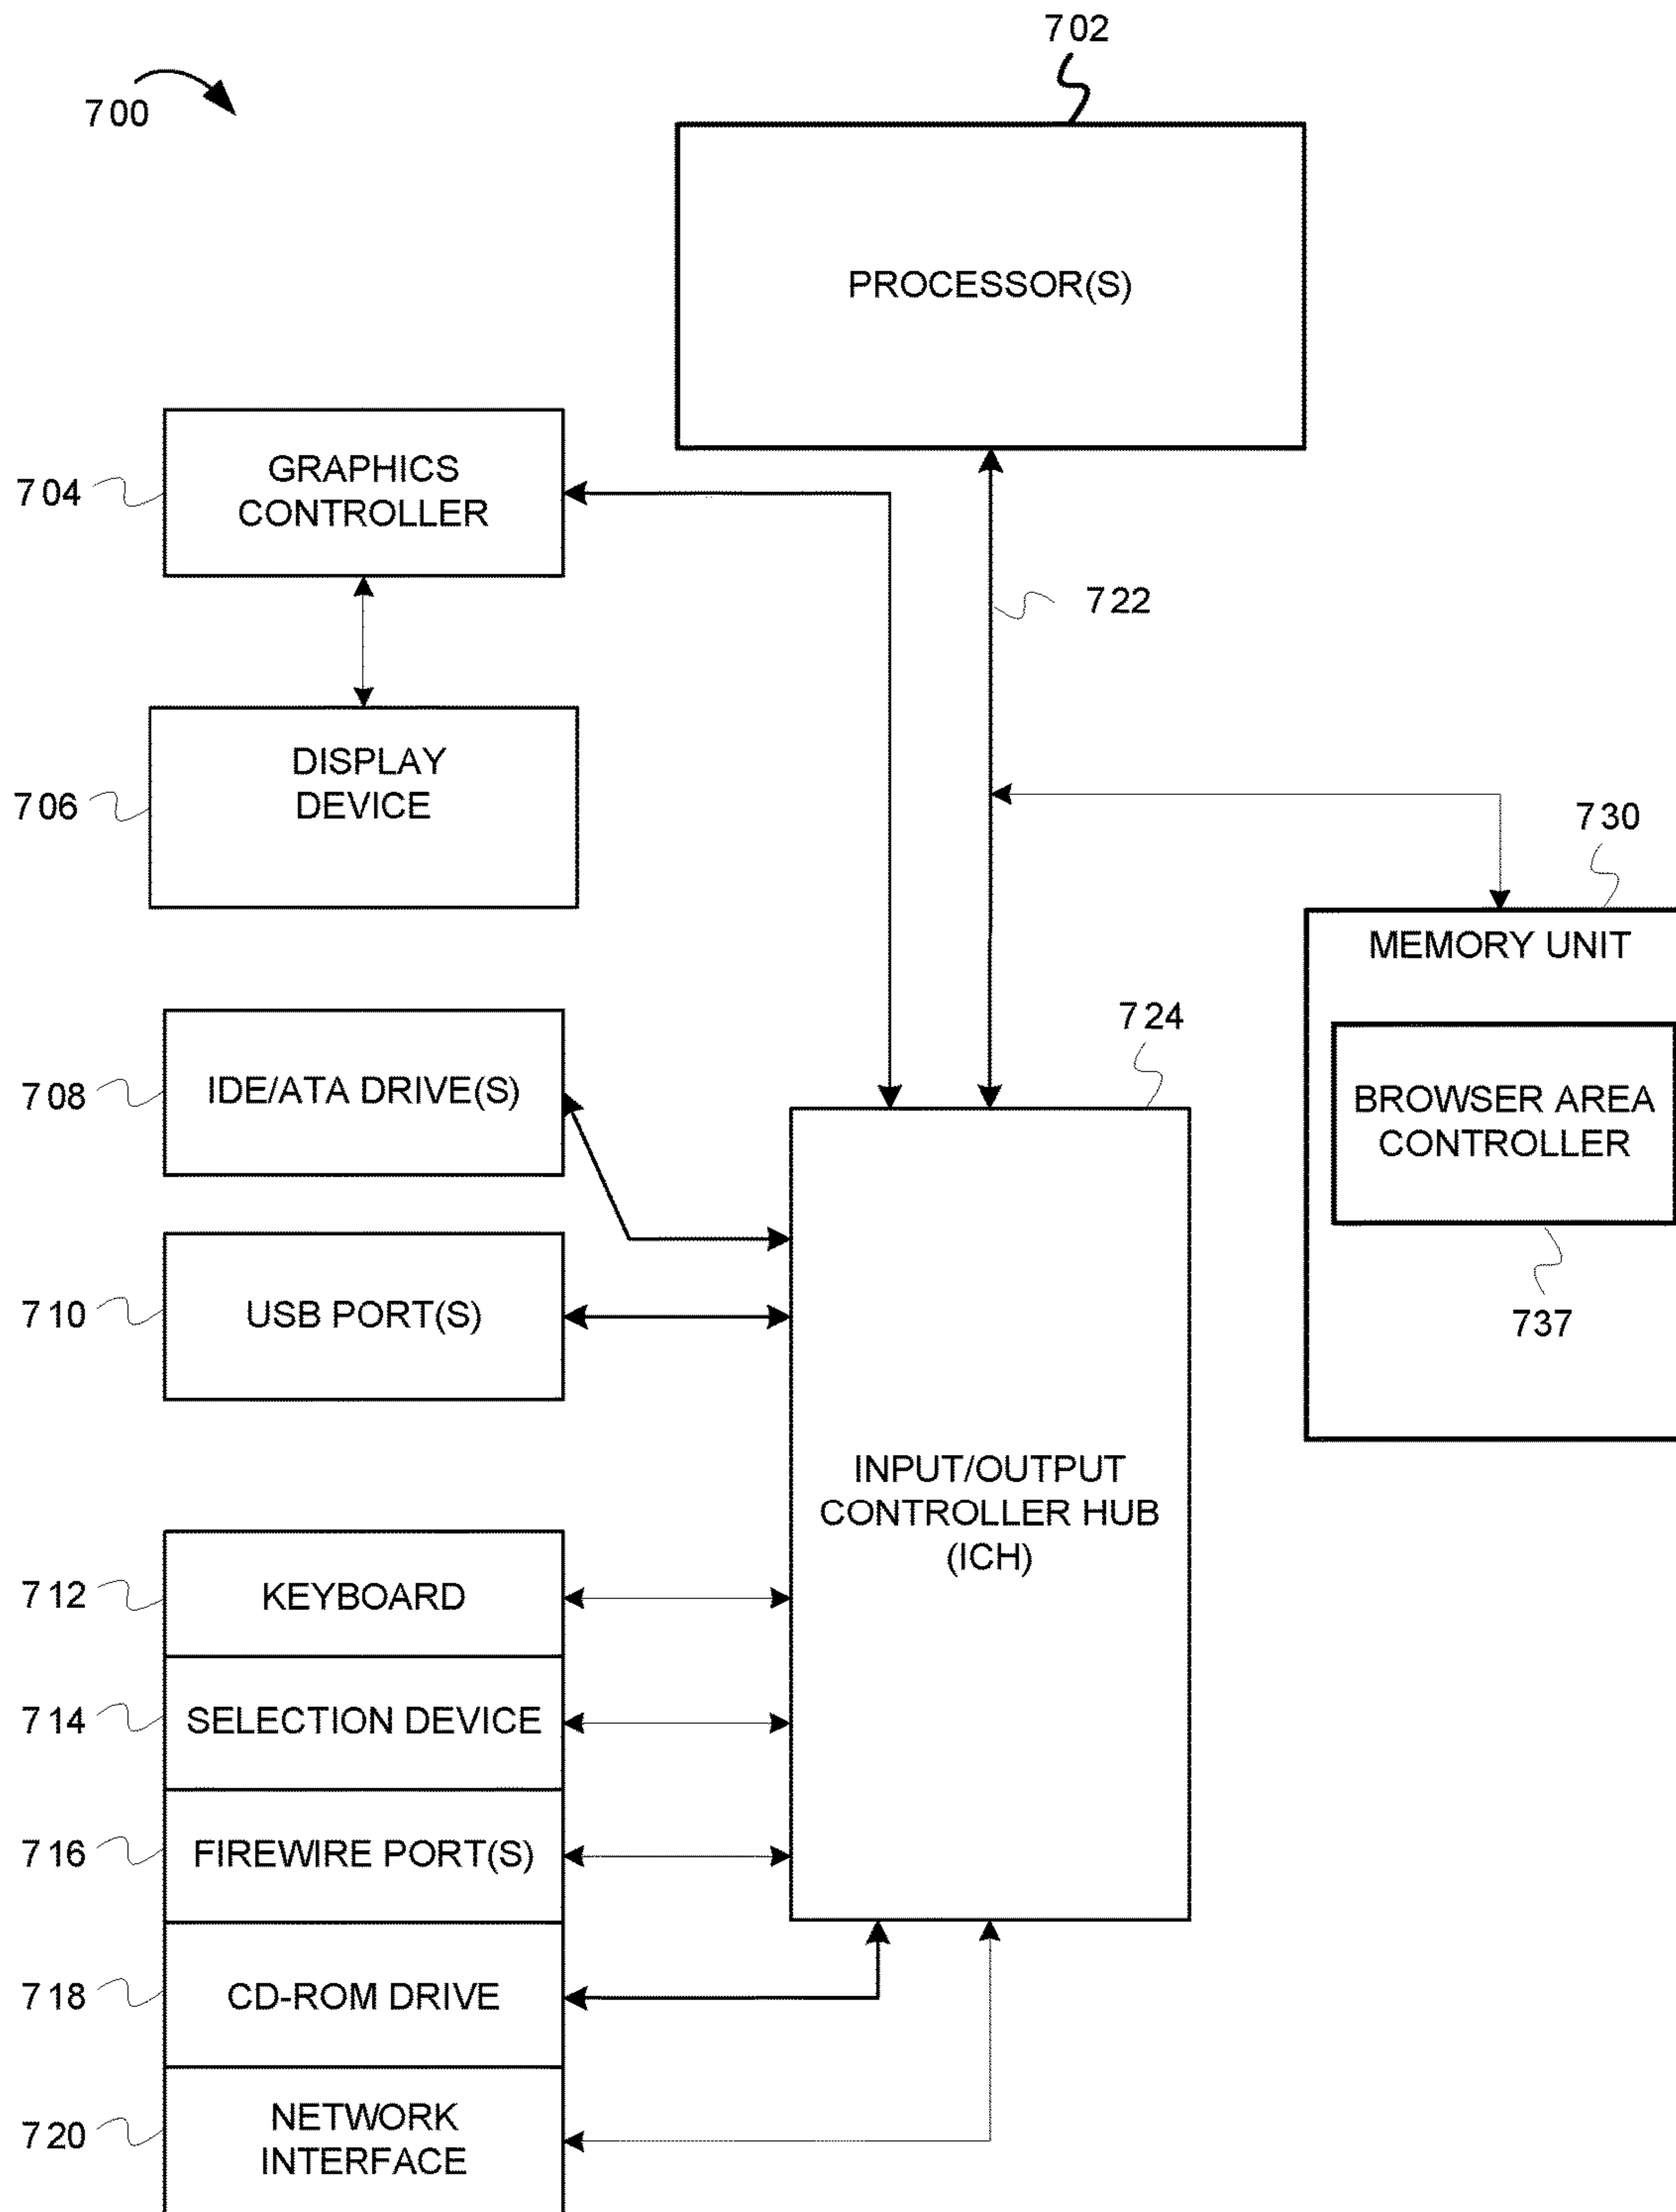 702
700
PROCESSOR(S)
704
GRAPHICS
CONTROLLER
722
706
DISPLAY
DEVICE
730
MEMORY UNIT
724
708
IDE/ATA DRIVE(S)
BROWSER AREA
CONTROLLER
710
USB PORT(S)
737
INPUT/OUTPUT
CONTROLLER HUB
(ICH)
712
KEYBOARD
714
SELECTION DEVICE
716
FIREWIRE PORT(S)
718
CD-ROM DRIVE
720
NETWORK
INTERFACE